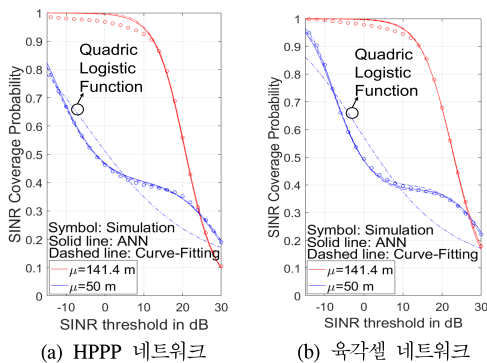 1
0.9
0.8
0.7
0.6
0.5
0.4
0.3
0.2
0.1
0
SINR Coverage Probability
Quadric
Logistic
Function
Symbol: Simulation
Solid line: ANN
Dashed line: Curve-Fitting
μ=141.4 m
μ=50 m
-10 0 10 20 30
SINR threshold in dB
(a) HPPP 네트워크
1
0.9
0.8
0.7
0.6
0.5
0.4
0.3
0.2
0.1
0
SINR Coverage Probability
Quadric
Logistic
Function
Symbol: Simulation
Solid line: ANN
Dashed line: Curve-Fitting
μ=141.4 m
μ=50 m
-10 0 10 20 30
SINR threshold in dB
(b) 육각셀 네트워크